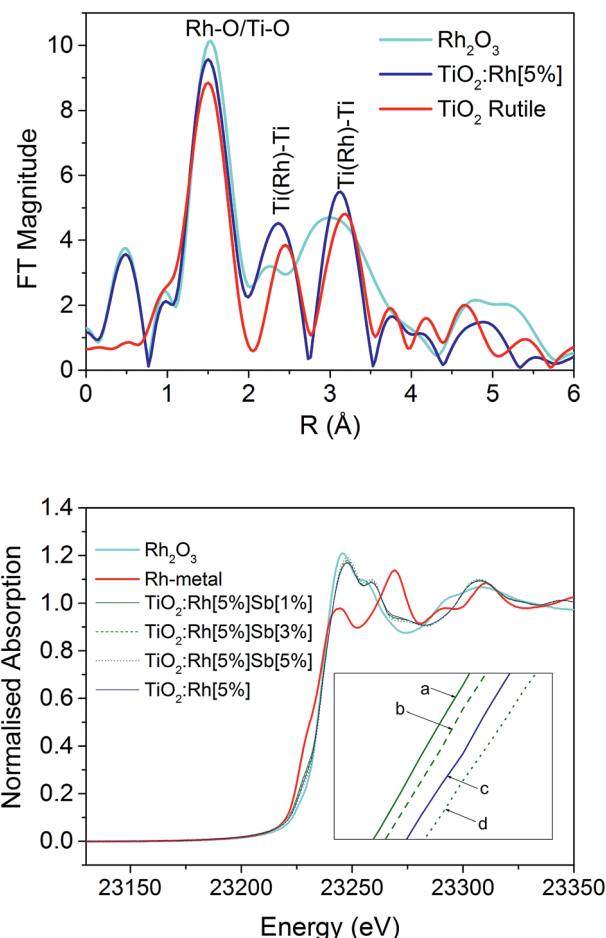 Rh-O/Ti-O
10
8
6
4
2
0
FT Magnitude
Rh₂O₃
TiO₂:Rh[5%]
TiO₂ Rutile
Ti(Rh)-Ti
Ti(Rh)-Ti
0 1 2 3 4 5 6
R (Å)
1.4
1.2
1.0
0.8
0.6
0.4
0.2
0.0
Normalised Absorption
Rh₂O₃
Rh-metal
TiO₂:Rh[5%]Sb[1%]
TiO₂:Rh[5%]Sb[3%]
TiO₂:Rh[5%]Sb[5%]
TiO₂:Rh[5%]
a
b
c
d
23150 23200 23250 23300 23350
Energy (eV)